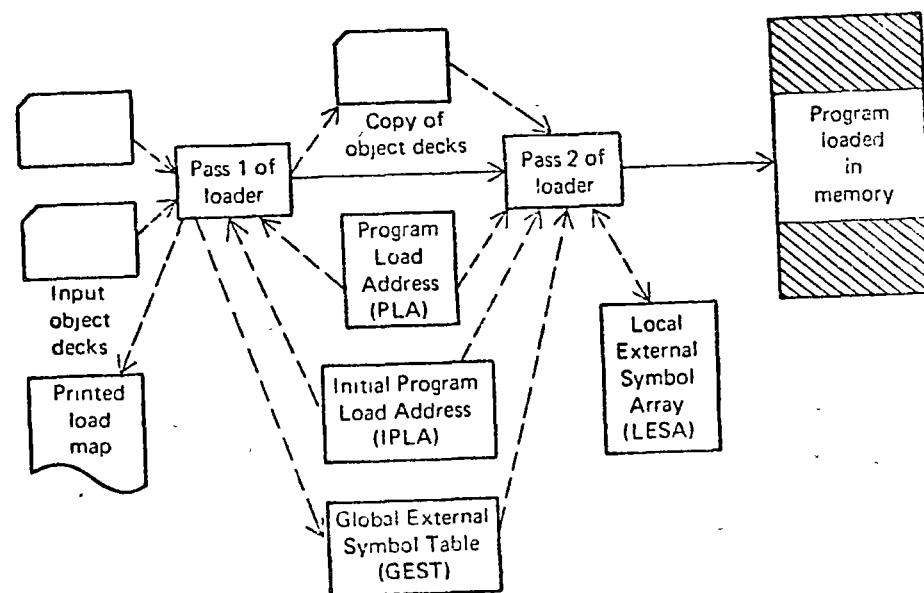 Copy of
object decks
Pass 1 of
loader
Pass 2 of
loader
Program
loaded
in
memory
Input
object
decks
Program
Load
Address
(PLA)
Printed
load
map
Initial Program
Load Address
(IPLA)
Local
External
Symbol
Array
(LESA)
Global External
Symbol Table
(GEST)